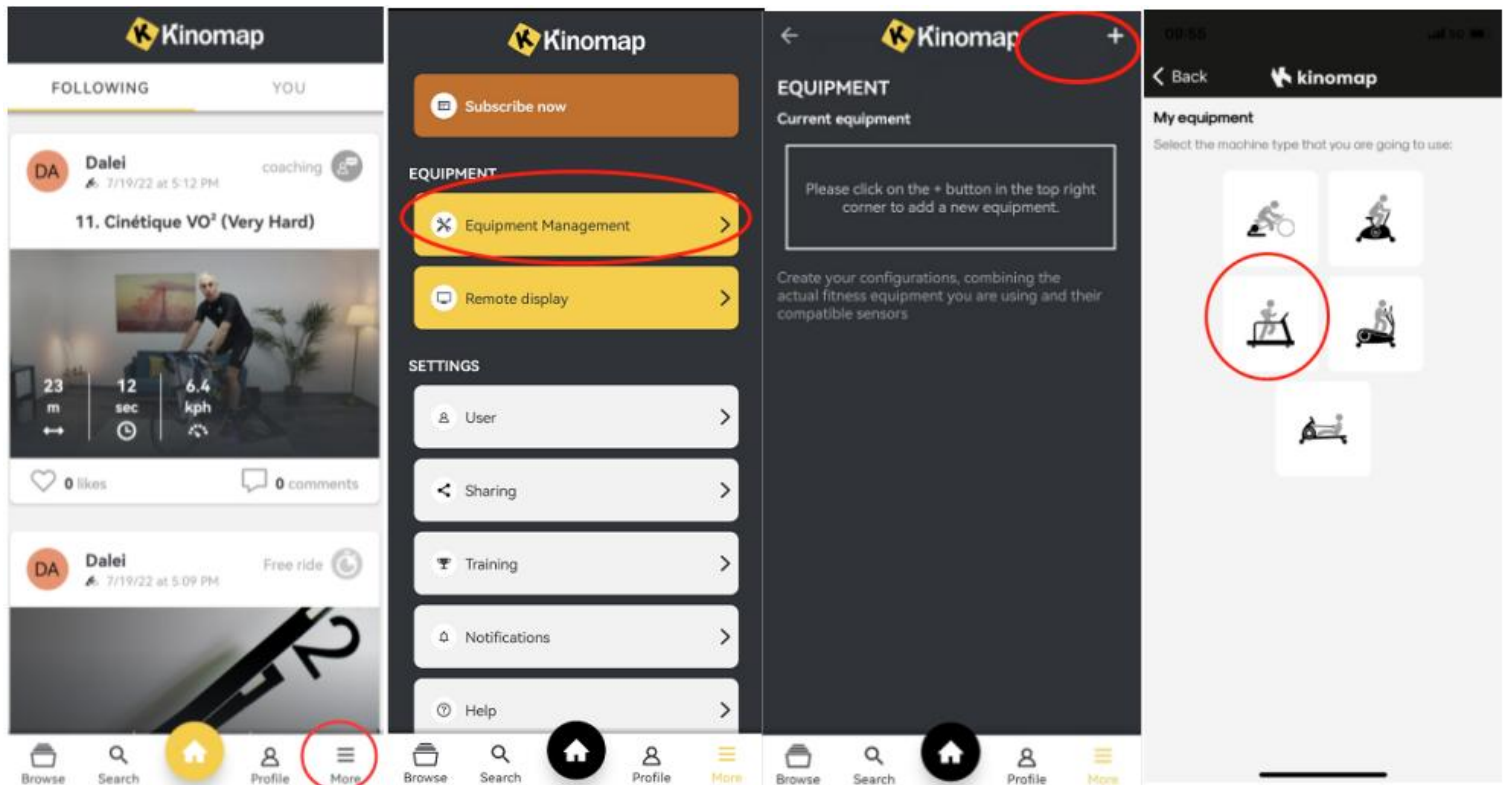 Kinomap
FOLLOWING YOU
DA Dalei coaching
7/19/22 at 5:12 PM
11. Cinétique VO² (Very Hard)
23 12 6.4
m sec kph
0 likes 0 comments
DA Dalei Free ride
7/19/22 at 5:09 PM
Browse Search Profile More
Kinomap
Subscribe now
EQUIPMENT
Equipment Management
Remote display
SETTINGS
User
Sharing
Training
Notifications
Help
Browse Search Profile More
Kinomap
EQUIPMENT
Current equipment
Please click on the + button in the top right
corner to add a new equipment.
Create your configurations, combining the
actual fitness equipment you are using and their
compatible sensors
Browse Search Profile More
09:55
Back kinomap
My equipment
Select the machine type that you are going to use: